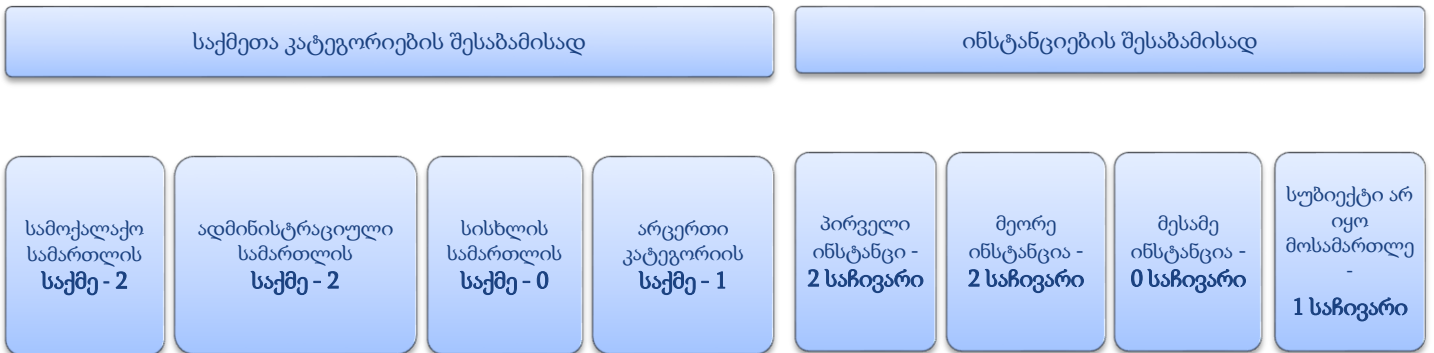 საქმეთა კატეგორიების შესაბამისად
სამოქალაქო
სამართლის
საქმე - 2
ადმინისტრაციული
სამართლის
საქმე - 2
სისხლის
სამართლის
საქმე - 0
არცერთი
კატეგორიის
საქმე - 1
ინსტანციების შესაბამისად
პირველი
ინსტანცი -
2 საჩივარი
მეორე
ინსტანცია -
2 საჩივარი
მესამე
ინსტანცია -
0 საჩივარი
სუბიექტი არ
იყო
მოსამართლე
-
1 საჩივარი